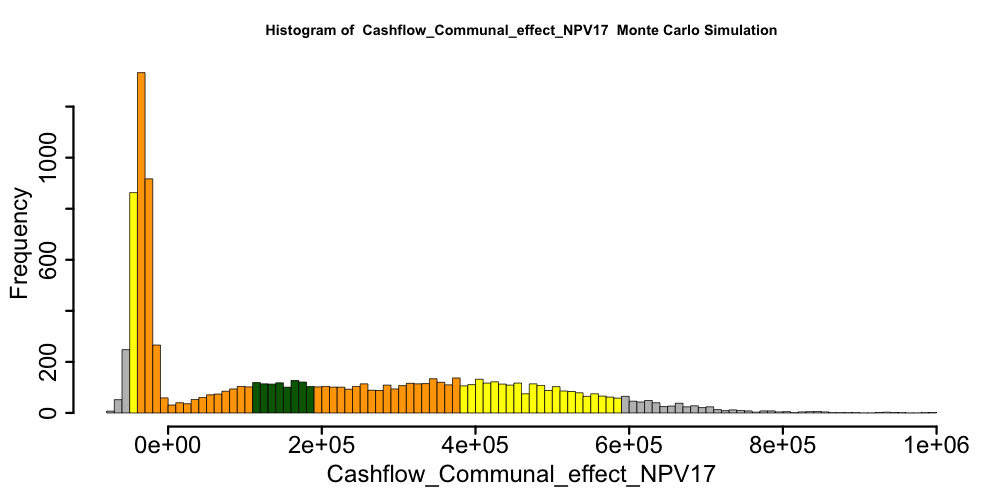 Histogram of Cashflow_Communal_effect_NPV17 Monte Carlo Simulation
Frequency
1000
600
200
0
0e+00 2e+05 4e+05 6e+05 8e+05 1e+06
Cashflow_Communal_effect_NPV17